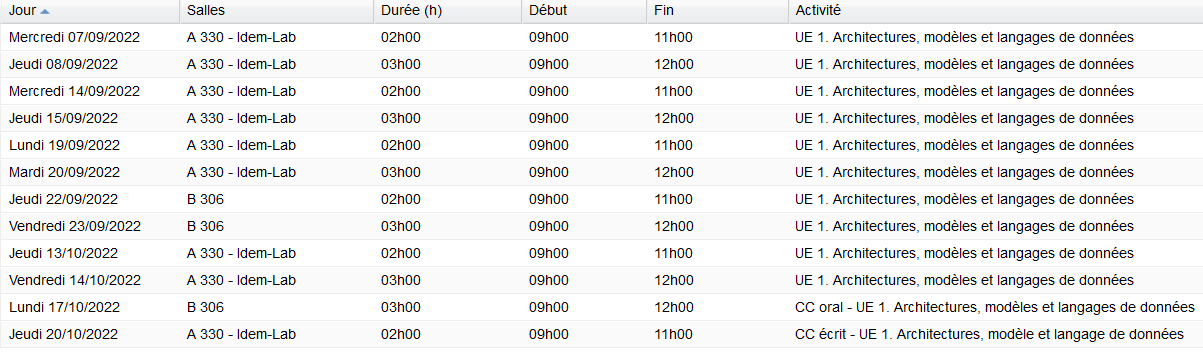 Jour Salles Durée (h) Début Fin Activité
Mercredi 07/09/2022 A 330 - Idem-Lab 02h00 09h00 11h00 UE 1. Architectures, modèles et langages de données
Jeudi 08/09/2022 A 330 - Idem-Lab 03h00 09h00 12h00 UE 1. Architectures, modèles et langages de données
Mercredi 14/09/2022 A 330 - Idem-Lab 02h00 09h00 11h00 UE 1. Architectures, modèles et langages de données
Jeudi 15/09/2022 A 330 - Idem-Lab 03h00 09h00 12h00 UE 1. Architectures, modèles et langages de données
Lundi 19/09/2022 A 330 - Idem-Lab 02h00 09h00 11h00 UE 1. Architectures, modèles et langages de données
Mardi 20/09/2022 A 330 - Idem-Lab 03h00 09h00 12h00 UE 1. Architectures, modèles et langages de données
Jeudi 22/09/2022 B 306 02h00 09h00 11h00 UE 1. Architectures, modèles et langages de données
Vendredi 23/09/2022 B 306 03h00 09h00 12h00 UE 1. Architectures, modèles et langages de données
Jeudi 13/10/2022 A 330 - Idem-Lab 02h00 09h00 11h00 UE 1. Architectures, modèles et langages de données
Vendredi 14/10/2022 A 330 - Idem-Lab 03h00 09h00 12h00 UE 1. Architectures, modèles et langages de données
Lundi 17/10/2022 B 306 03h00 09h00 12h00 CC oral - UE 1. Architectures, modèles et langages de données
Jeudi 20/10/2022 A 330 - Idem-Lab 02h00 09h00 11h00 CC écrit - UE 1. Architectures, modèle et langage de données